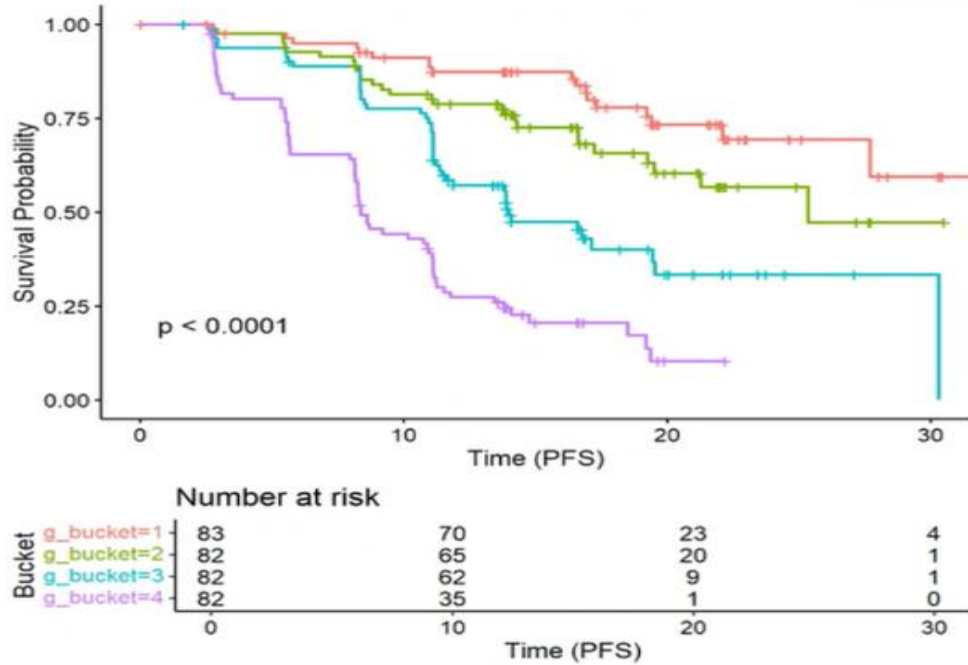 1.00
0.75
0.50
0.25
0.00
Survival Probability
p < 0.0001
0 10 20 30
Time (PFS)
Number at risk
Bucket
g_bucket=1 83 70 23 4
g_bucket=2 82 65 20 1
g_bucket=3 82 62 9 1
g_bucket=4 82 35 1 0
0 10 20 30
Time (PFS)